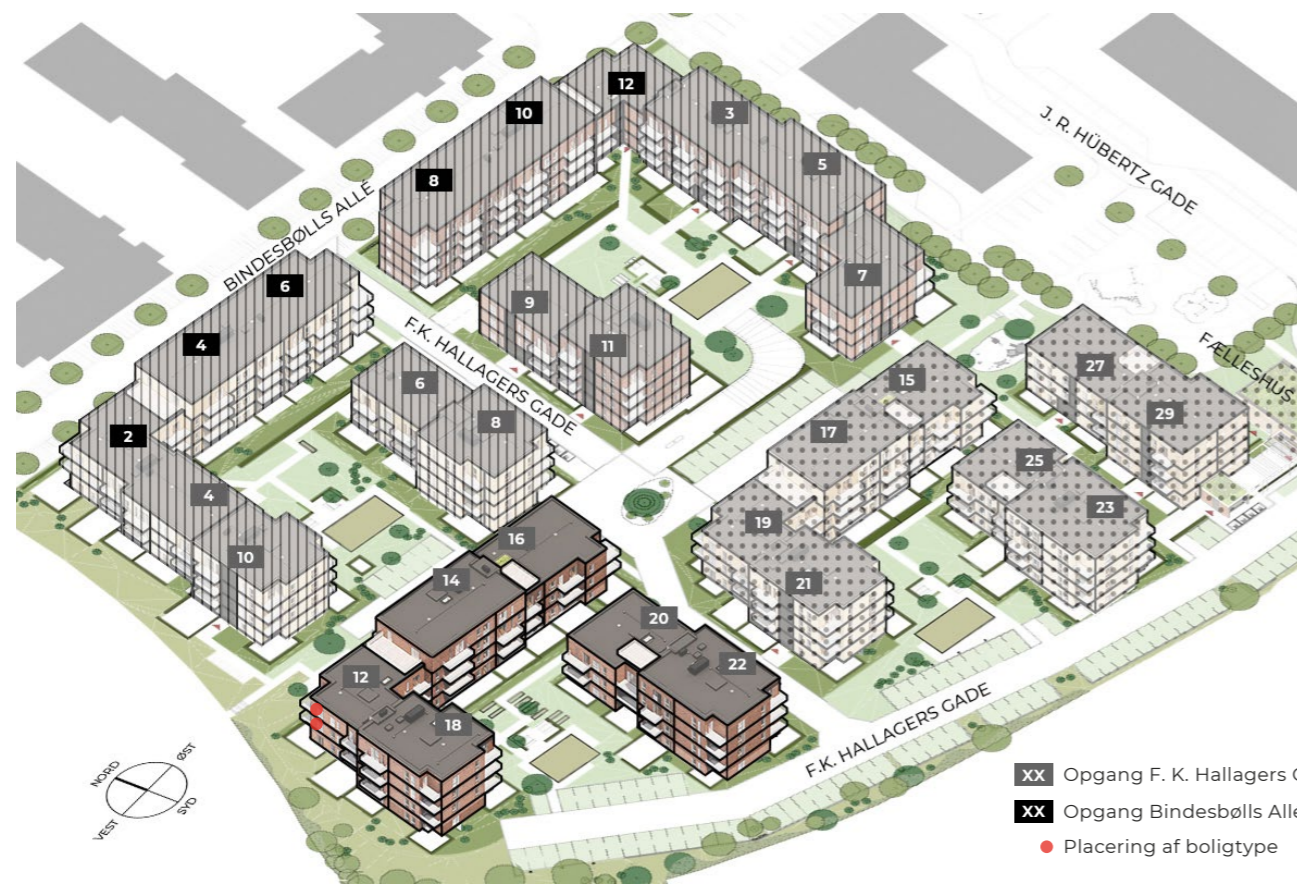 12
10
3
J. R. HÜBERTZ GADE
5
8
BINDESBØLLS ALLÉ
6
7
9
4
F.K. HALLAGERS GADE
11
27
FÆLLESHUS
15
6
29
8
17
2
25
4
23
19
10
16
14
21
20
22
12
18
F.K. HALLAGERS GADE
NORD
ØST
VEST
SYD
XX Opgang F. K. Hallagers G
XX Opgang Bindesbølls Alle
Placering af boligtype